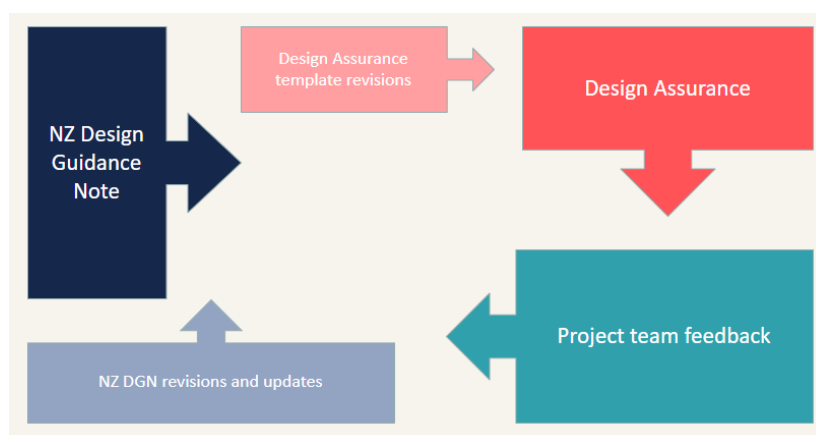 NZ Design
Guidance
Note
Design Assurance
template revisions
Design Assurance
Project team feedback
NZ DGN revisions and updates